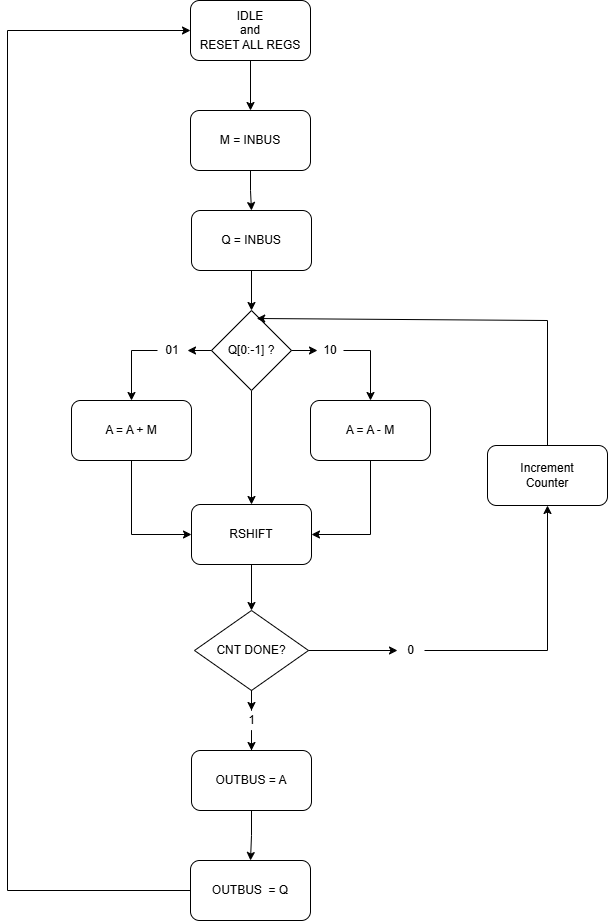 IDLE
and
RESET ALL REGS
M = INBUS
Q = INBUS
Q[0:-1] ?
01
10
A = A + M
A = A - M
Increment
Counter
RSHIFT
CNT DONE?
0
1
OUTBUS = A
OUTBUS = Q